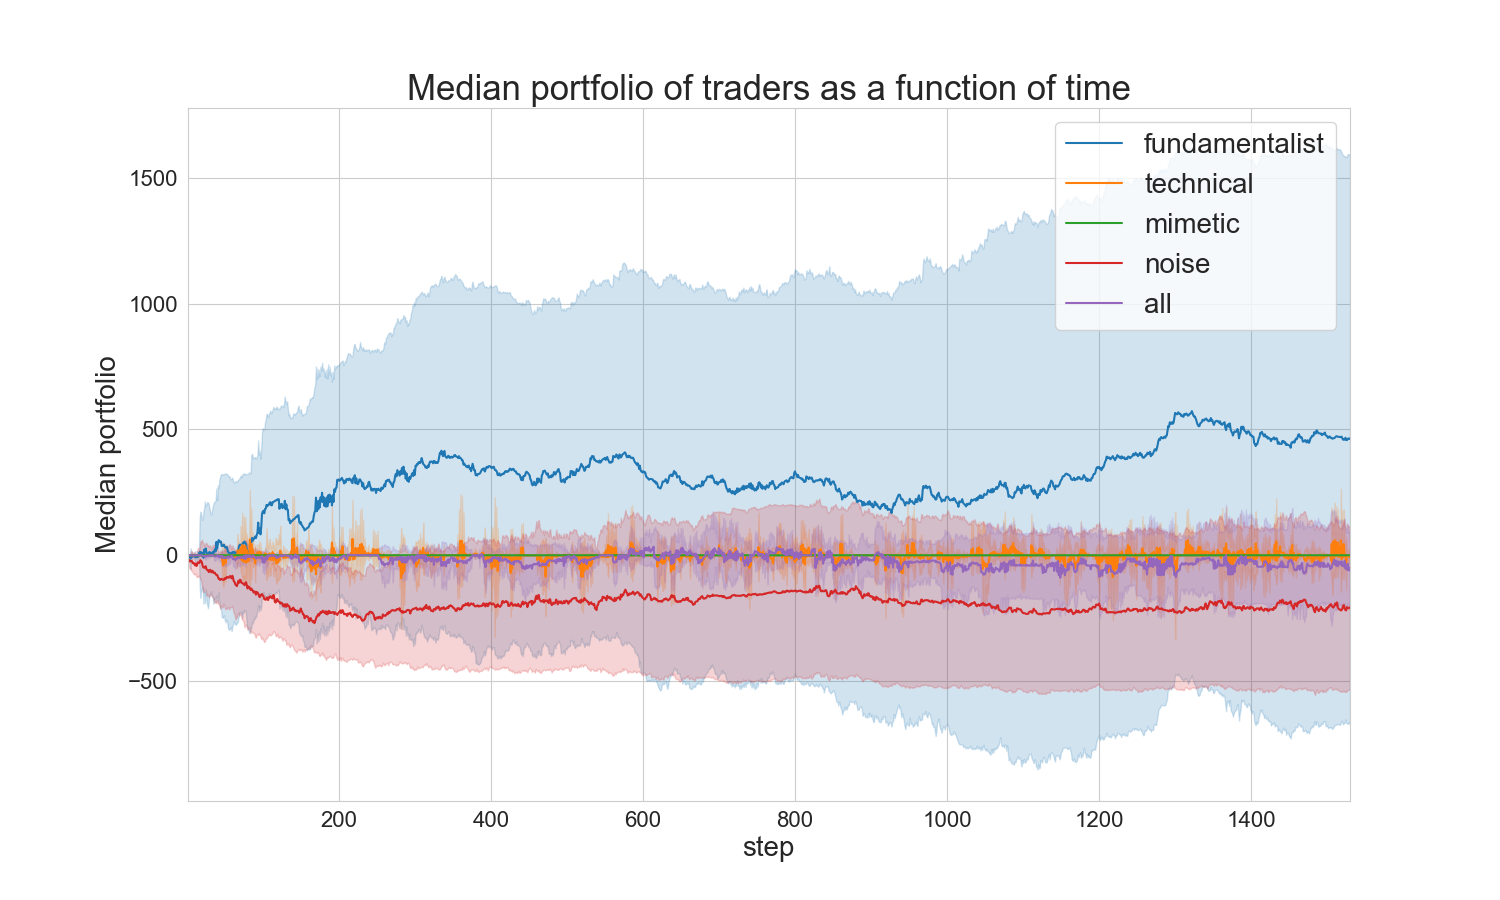 Median portfolio of traders as a function of time
fundamentalist
technical
mimetic
noise
all
Median portfolio
1500
1000
500
0
−500
200 400 600 800 1000 1200 1400
step